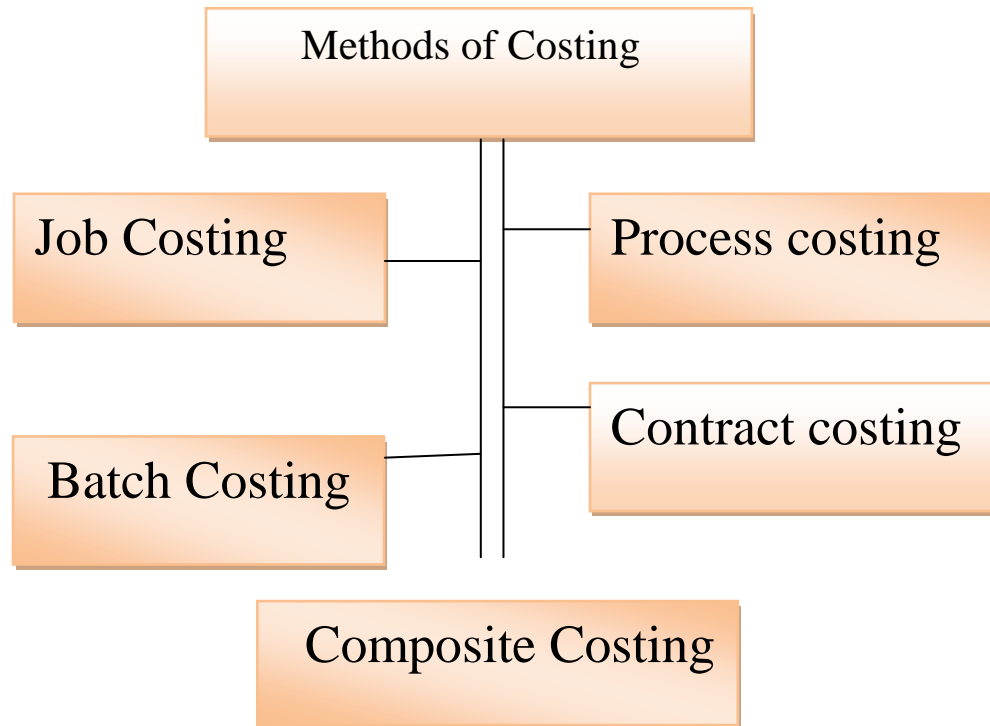 Methods of Costing
Job Costing
Process costing
Contract costing
Batch Costing
Composite Costing